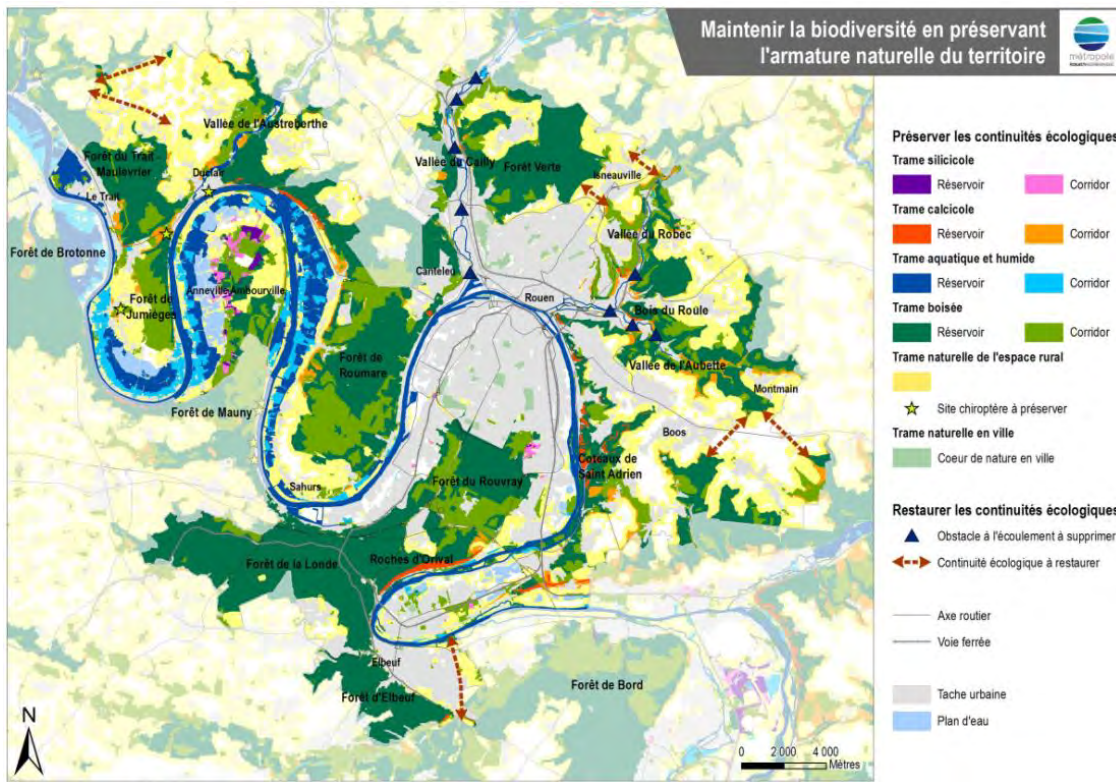 Maintenir la biodiversité en préservant
l'armature naturelle du territoire
métropole
ROUENNORMANDIE
Préserver les continuités écologiques
Trame silicicole
Réservoir Corridor
Trame calcicole
Réservoir Corridor
Trame aquatique et humide
Réservoir Corridor
Trame boisée
Réservoir Corridor
Trame naturelle de l'espace rural
Site chiroptère à préserver
Trame naturelle en ville
Coeur de nature en ville
Restaurer les continuités écologiques
Obstacle à l'écoulement à supprimer
Continuité écologique à restaurer
Axe routier
Voie ferrée
Tache urbaine
Plan d'eau
Vallée de l'Austreberthe
Forêt du Trait -
Maulévrier
Duclair
Le Trait
Forêt de Brotonne
Forêt de
Jumièges
Anneville-Ambourville
Forêt de Mauny
Vallée du Cailly
Forêt Verte
Isneauville
Vallée du Robec
Canteleu
Rouen
Bois du Roule
Vallée de l'Aubette
Forêt de
Roumare
Montmain
Boos
Coteaux de
Saint Adrien
Forêt du Rouvray
Sahurs
Forêt de la Londe
Roches d'Orival
Elbeuf
Forêt d'Elbeuf
Forêt de Bord
N
0 2 000 4 000
Mètres